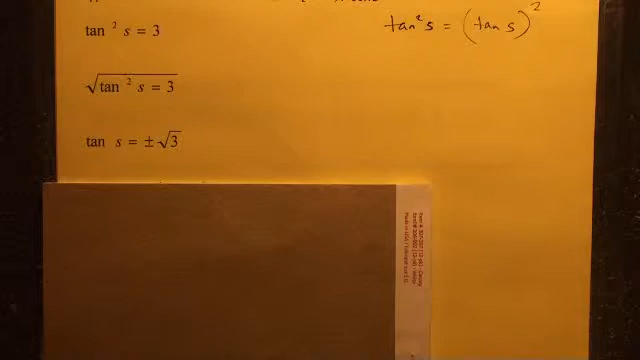 tan²s = (tan s)²
tan ² s = 3
√tan ² s = 3
tan s = ± √3